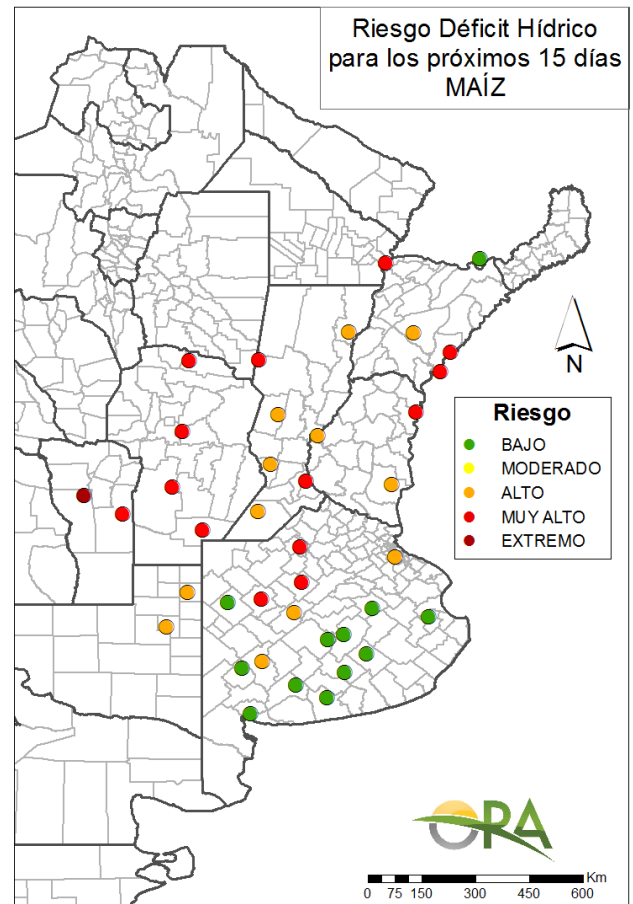 Riesgo Déficit Hídrico
para los próximos 15 días
MAÍZ
N
Riesgo
BAJO
MODERADO
ALTO
MUY ALTO
EXTREMO
ORA
Km
0 75 150 300 450 600